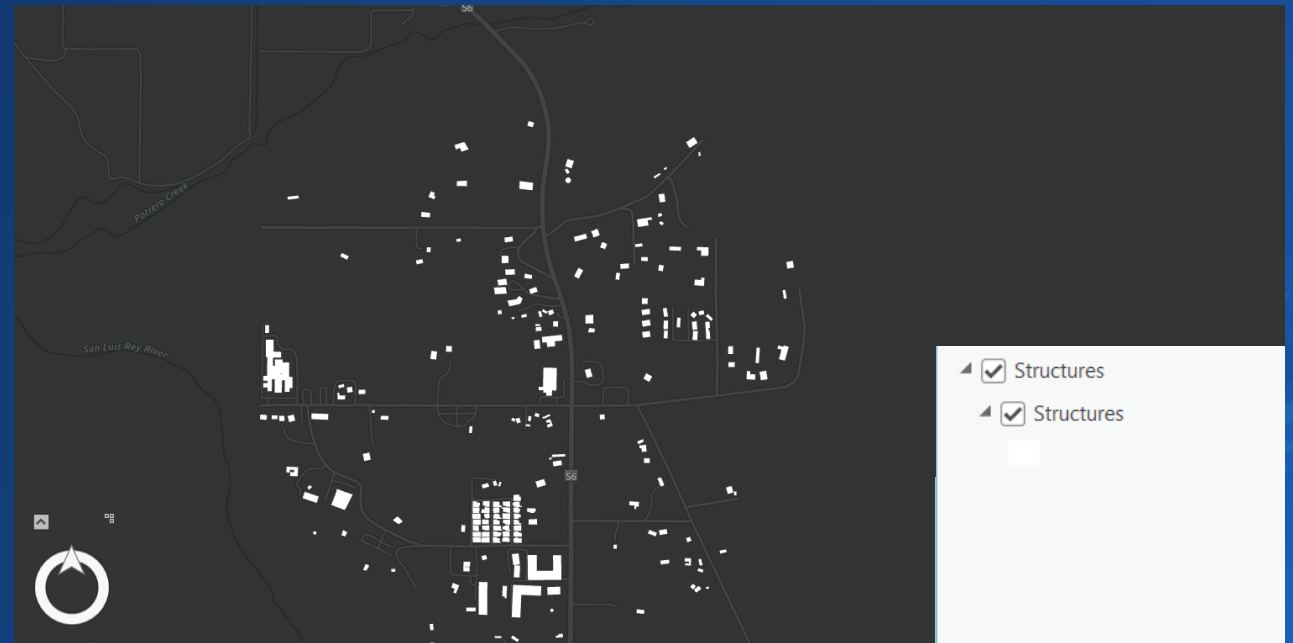 S6
Potrero Creek
San Luis Rey River
Structures
Structures
S6